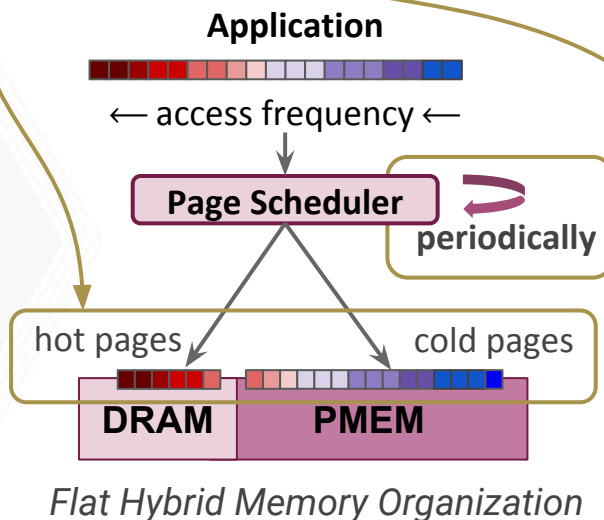 Application
← access frequency ←
Page Scheduler
periodically
hot pages
cold pages
DRAM
PMEM
Flat Hybrid Memory Organization